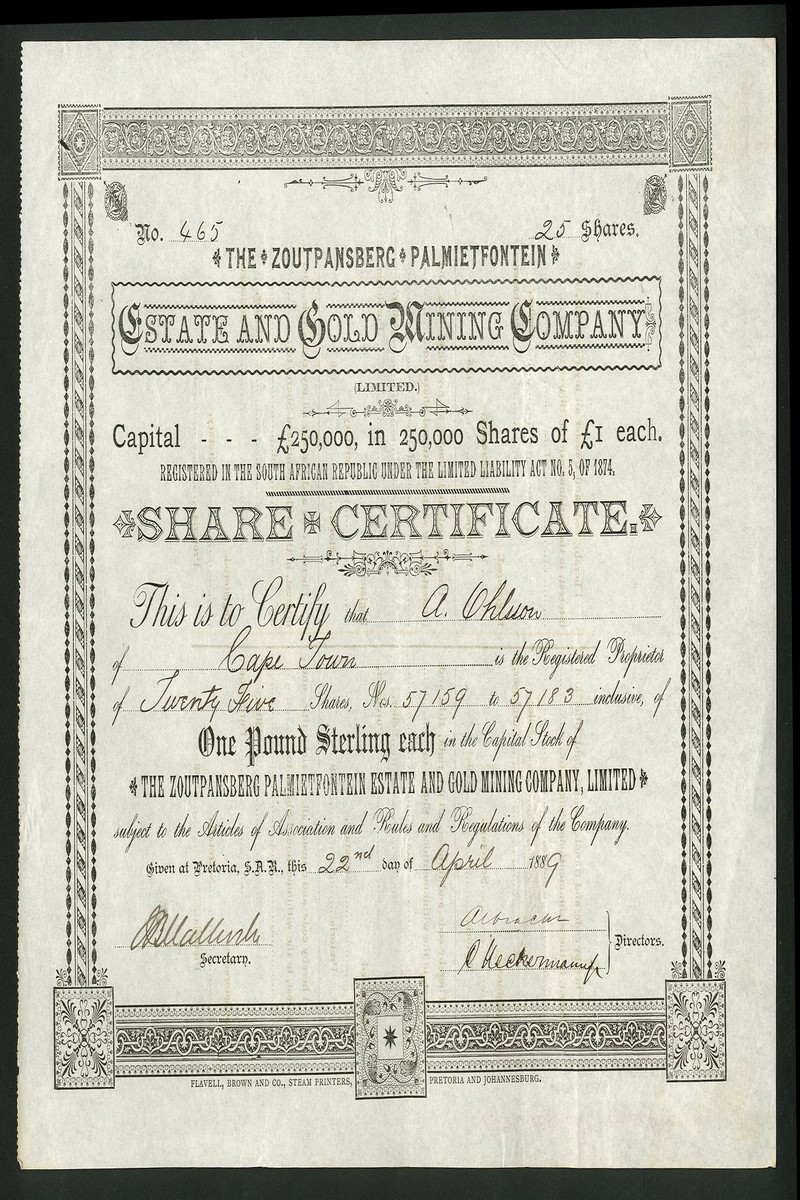 No. 465 25 Shares.
THE ZOUTPANSBERG PALMIETFONTEIN
ESTATE AND GOLD MINING COMPANY
(LIMITED.)
Capital - - - £250,000, in 250,000 Shares of £1 each.
REGISTERED IN THE SOUTH AFRICAN REPUBLIC UNDER THE LIMITED LIABILITY ACT NO. 5, OF 1874.
SHARE CERTIFICATE.
This is to Certify that A. Ohlsson
of Cape Town is the Registered Proprietor
of Twenty Five Shares, Nos. 57159 to 57183 inclusive, of
One Pound Sterling each in the Capital Stock of
THE ZOUTPANSBERG PALMIETFONTEIN ESTATE AND GOLD MINING COMPANY, LIMITED
subject to the Articles of Association and Rules and Regulations of the Company.
Given at Pretoria, S.A.R., this 22nd day of April 1889
Secretary.
Directors.
FLAVELL, BROWN AND CO., STEAM PRINTERS, PRETORIA AND JOHANNESBURG.